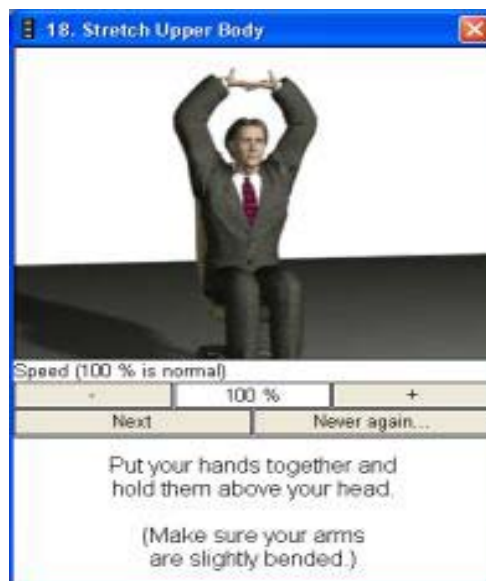 18. Stretch Upper Body
Speed (100 % is normal)
- 100 % +
Next Never again...
Put your hands together and
hold them above your head.
(Make sure your arms
are slightly bended.)